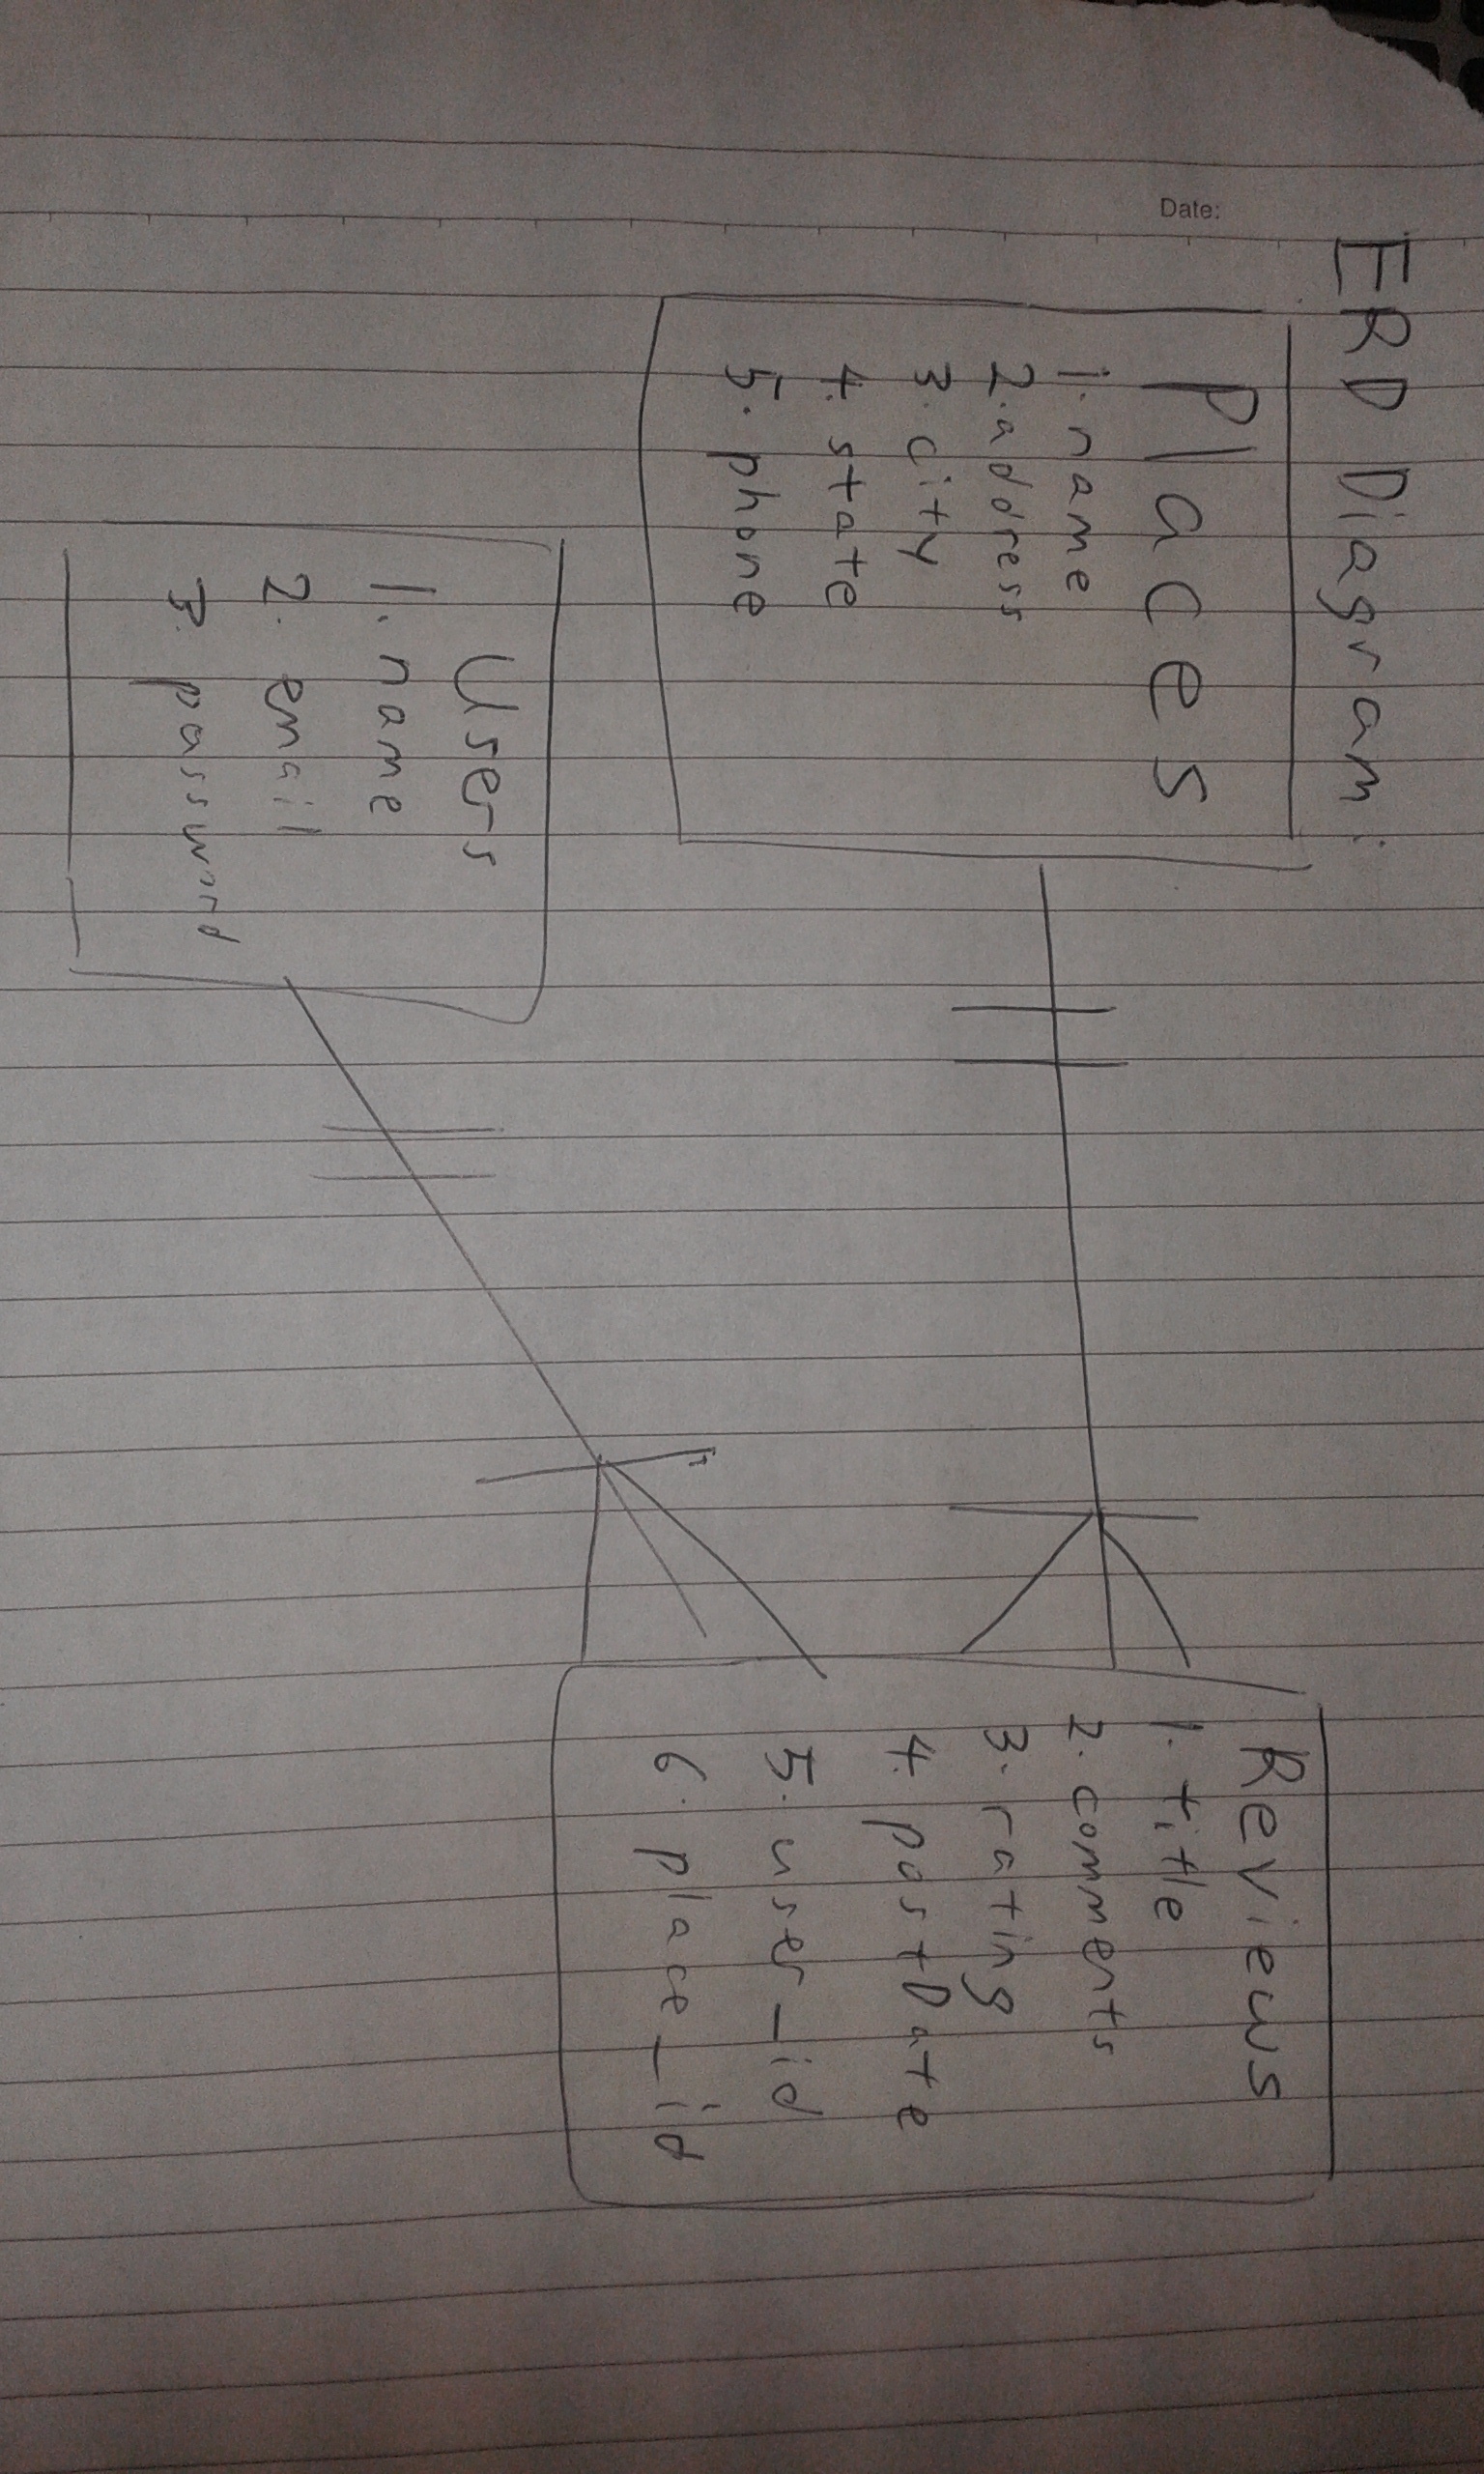 Date:
ERD Diagram:
Places
1. name
2. address
3. city
4. state
5. phone
Users
1. name
2. email
3. password
Reviews
1. title
2. comments
3. rating
4. postDate
5. user_id
6. place_id